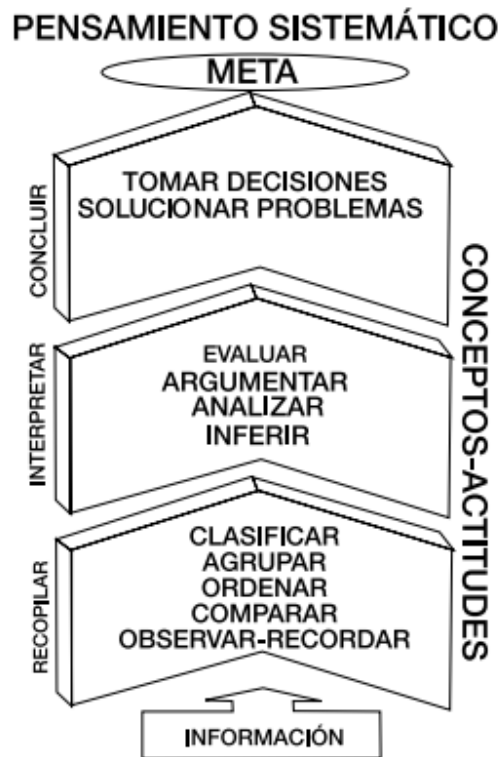 PENSAMIENTO SISTEMÁTICO
META
CONCLUIR
TOMAR DECISIONES
SOLUCIONAR PROBLEMAS
INTERPRETAR
EVALUAR
ARGUMENTAR
ANALIZAR
INFERIR
RECOPILAR
CLASIFICAR
AGRUPAR
ORDENAR
COMPARAR
OBSERVAR-RECORDAR
CONCEPTOS-ACTITUDES
INFORMACIÓN